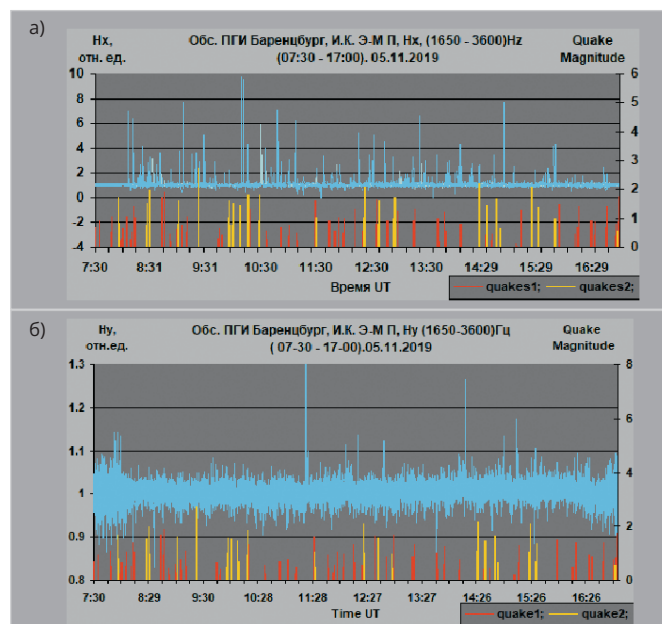 а)
Hx,
отн. ед.
Обс. ПГИ Баренцбург, И.К. Э-М П, Hx, (1650 - 3600)Hz
(07:30 - 17:00). 05.11.2019
Quake
Magnitude
10
8
6
4
2
0
-2
-4
6
5
4
3
2
1
0
7:30 8:31 9:31 10:30 11:30 12:30 13:30 14:29 15:29 16:29
Время UT
quakes1; quakes2;
б)
Hy,
отн.ед.
Обс. ПГИ Баренцбург, И.К. Э-М П, Hy (1650-3600)Гц
( 07-30 - 17-00).05.11.2019
Quake
Magnitude
1.3
1.2
1.1
1
0.9
0.8
8
6
4
2
0
7:30 8:29 9:30 10:28 11:28 12:27 13:27 14:26 15:26 16:26
Time UT
quake1; quake2;